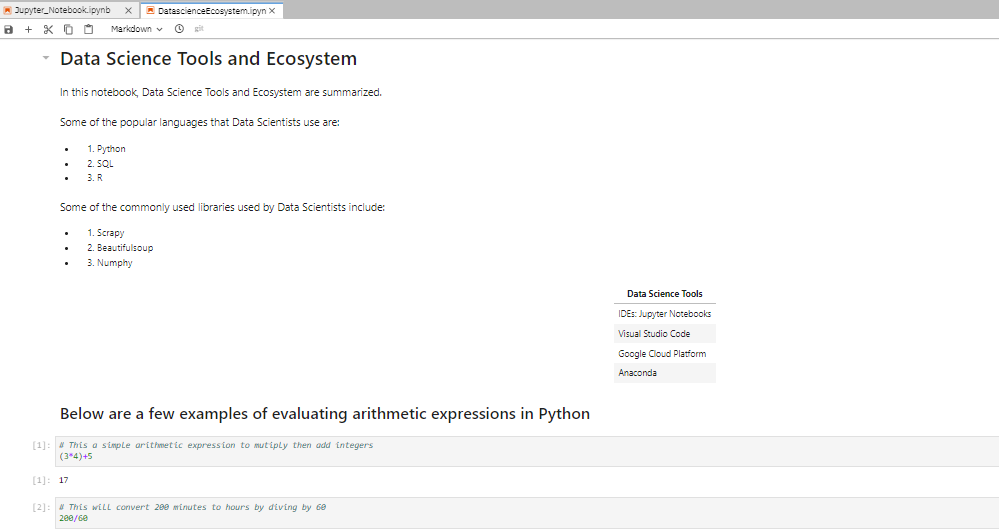 Jupyter_Notebook.ipynb
DatascienceEcosystem.ipyn
Markdown
git
Data Science Tools and Ecosystem
In this notebook, Data Science Tools and Ecosystem are summarized.
Some of the popular languages that Data Scientists use are:
1. Python
2. SQL
3. R
Some of the commonly used libraries used by Data Scientists include:
1. Scrapy
2. Beautifulsoup
3. Numphy
Data Science Tools
IDEs: Jupyter Notebooks
Visual Studio Code
Google Cloud Platform
Anaconda
Below are a few examples of evaluating arithmetic expressions in Python
[1]: # This a simple arithmetic expression to mutiply then add integers
(3*4)+5
[1]: 17
[2]: # This will convert 200 minutes to hours by diving by 60
200/60